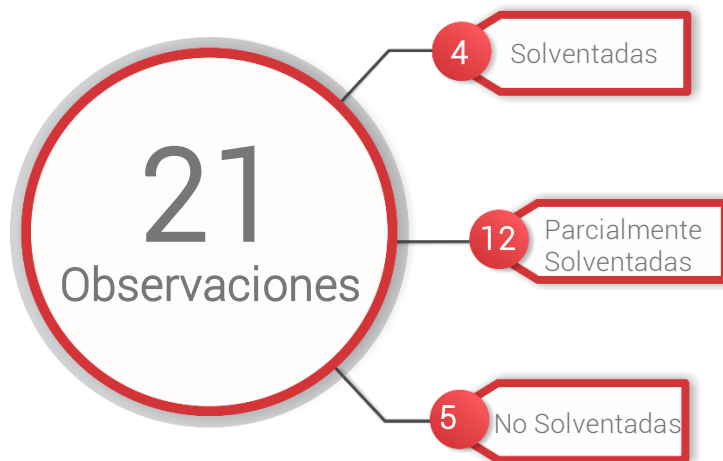 21
Observaciones
4
Solventadas
12
Parcialmente
Solventadas
5
No Solventadas